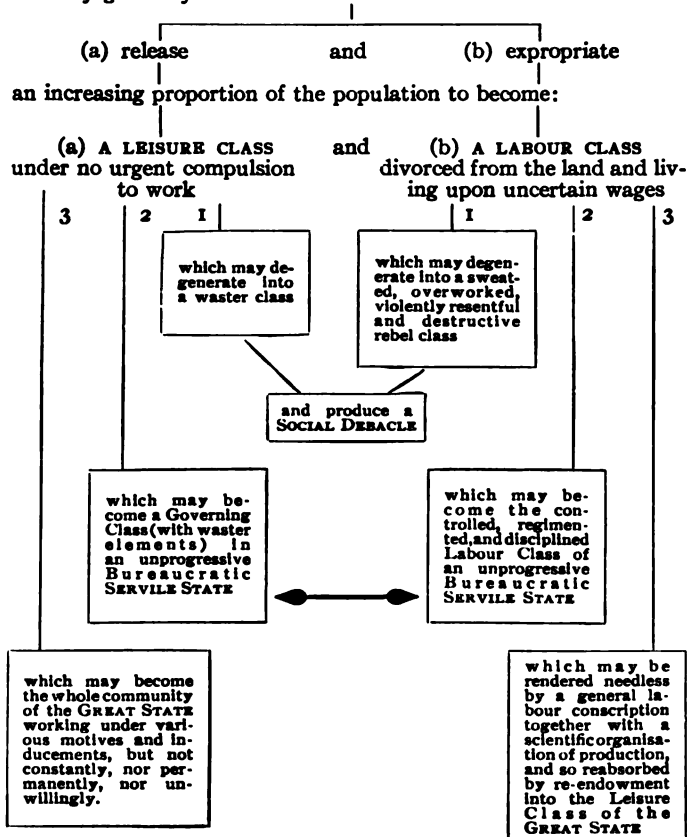 (a) release and (b) expropriate
an increasing proportion of the population to become:
(a) A LEISURE CLASS and (b) A LABOUR CLASS
under no urgent compulsion
to work
divorced from the land and liv-
ing upon uncertain wages
3 2 1
1 2 3
which may de-
generate into
a waster class
which may degen-
erate into a sweat-
ed, overworked,
violently resentful
and destructive
rebel class
and produce a
SOCIAL DEBACLE
which may be-
come a Governing
Class (with waster
elements) in
an unprogressive
Bureaucratic
SERVILE STATE
which may be-
come the con-
trolled, regimen-
ted, and disciplined
Labour Class of
an unprogressive
Bureaucratic
SERVILE STATE
which may become
the whole community
of the GREAT STATE
working under vari-
ous motives and in-
ducements, but not
constantly, nor per-
manently, nor un-
willingly.
which may be
rendered needless
by a general la-
bour conscription
together with a
scientific organisa-
tion of production,
and so reabsorbed
by re-endowment
into the Leisure
Class of the
GREAT STATE